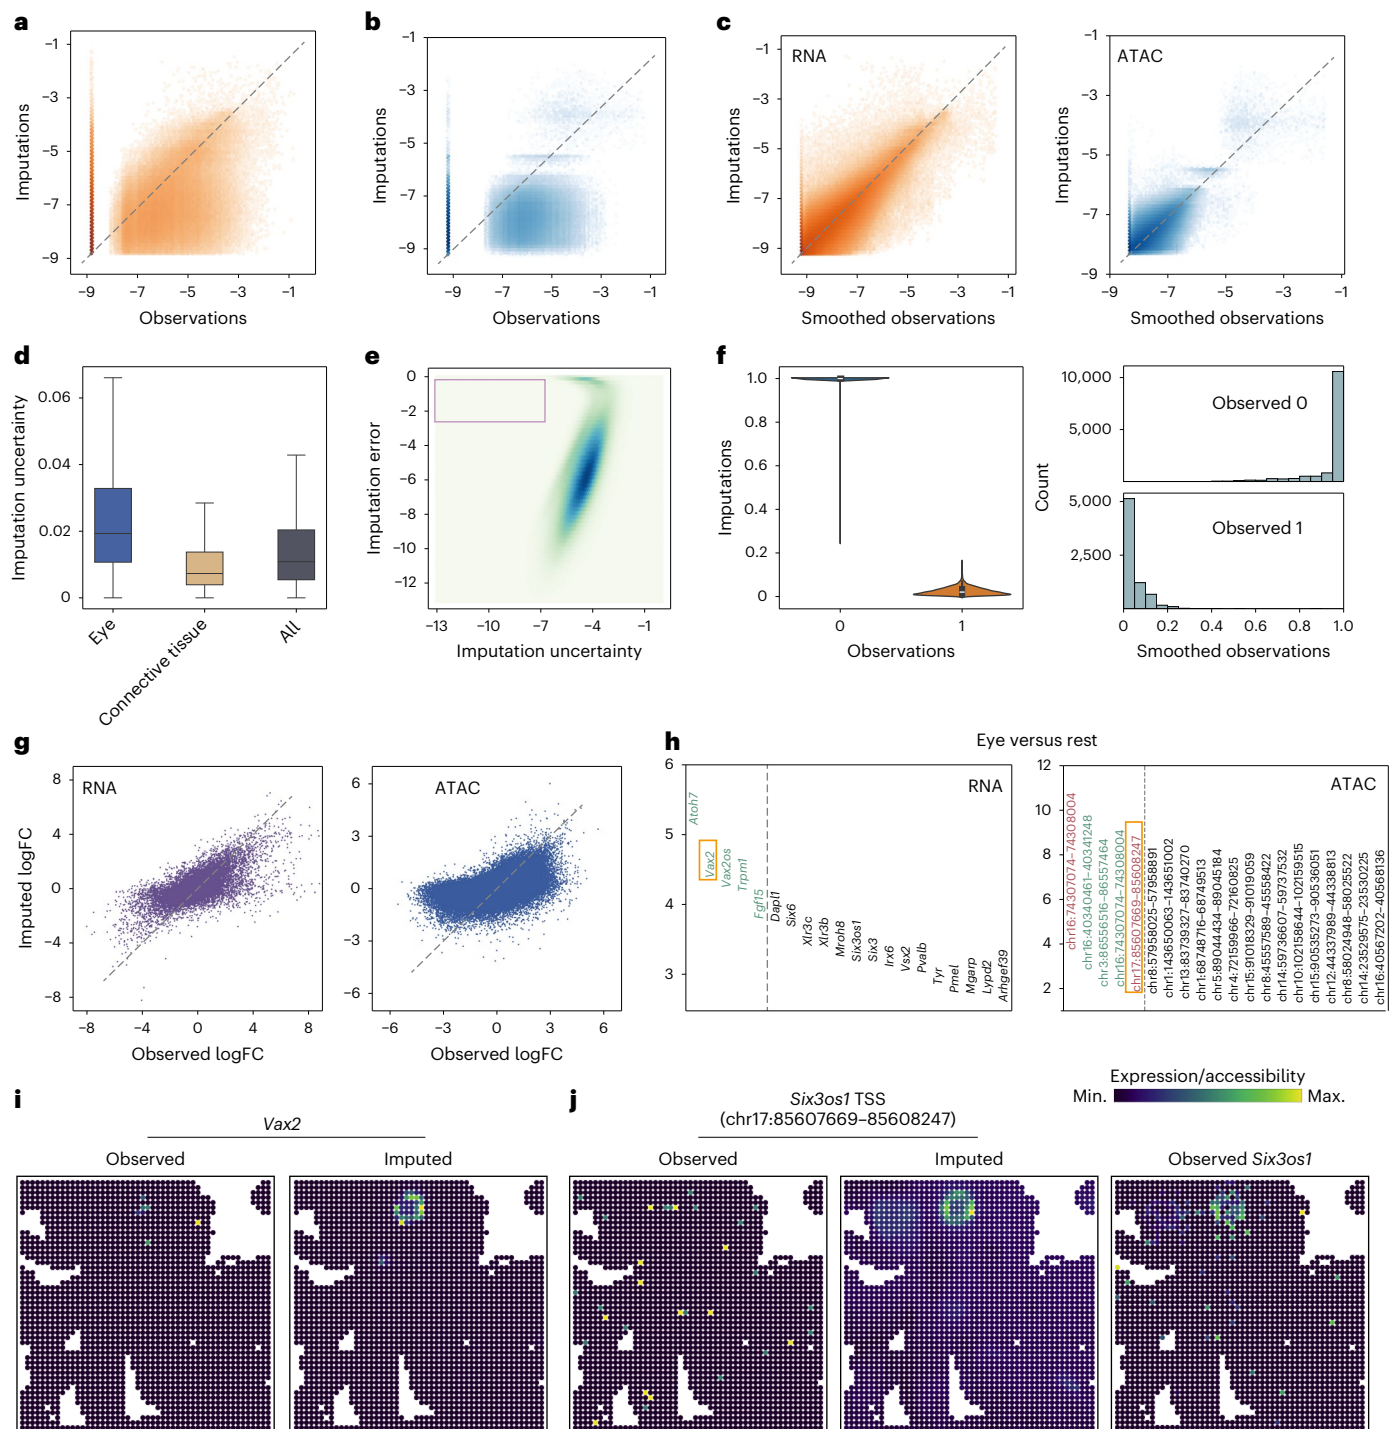 a
−1
−3
−5
−7
−9
Imputations
−9 −7 −5 −3 −1
Observations
b
−1
−3
−5
−7
−9
Imputations
−9 −7 −5 −3 −1
Observations
c
RNA
−1
−3
−5
−7
−9
Imputations
−9 −7 −5 −3 −1
Smoothed observations
ATAC
−1
−3
−5
−7
−9
Imputations
−9 −7 −5 −3 −1
Smoothed observations
d
0.06
0.04
0.02
0
Imputation uncertainty
Eye
Connective tissue
All
e
0
−2
−4
−6
−8
−10
−12
Imputation error
−13 −10 −7 −4 −1
Imputation uncertainty
f
1.0
0.8
0.6
0.4
0.2
0
Imputations
0 1
Observations
10,000
5,000
Observed 0
Count
5,000
2,500
Observed 1
0 0.2 0.4 0.6 0.8 1.0
Smoothed observations
g
RNA
8
4
0
−4
−8
Imputed logFC
−8 −4 0 4 8
Observed logFC
ATAC
6
3
0
−3
−6
−6 −3 0 3 6
Observed logFC
h
Eye versus rest
RNA
6
5
4
3
Atoh7
Vax2
Vax2os
Trpm1
Fgf15
Dapl1
Six6
Xlr3c
Xlr3b
Mroh8
Six3os1
Six3
Irx6
Vsx2
Pvalb
Tyr
Pmel
Mgarp
Lypd2
Arhgef39
ATAC
12
10
8
6
4
2
chr16:74307074–74308004
chr16:40340461–40341248
chr3:86556516–86557464
chr16:74307074–74308004
chr17:85607669–85608247
chr8:57958025–57958891
chr1:143650063–143651002
chr13:83739327–83740270
chr1:68748716–68749513
chr5:89044434–89045184
chr4:72159966–72160825
chr15:91018329–91019059
chr8:45557589–45558422
chr14:59736607–59737532
chr10:102158644–102159515
chr15:90535273–90536051
chr12:44337989–44338813
chr8:58024948–58025522
chr14:23529575–23530225
chr16:40567202–40568136
Expression/accessibility
Min. Max.
i
Vax2
Observed Imputed
j
Six3os1 TSS
(chr17:85607669–85608247)
Observed Imputed Observed Six3os1